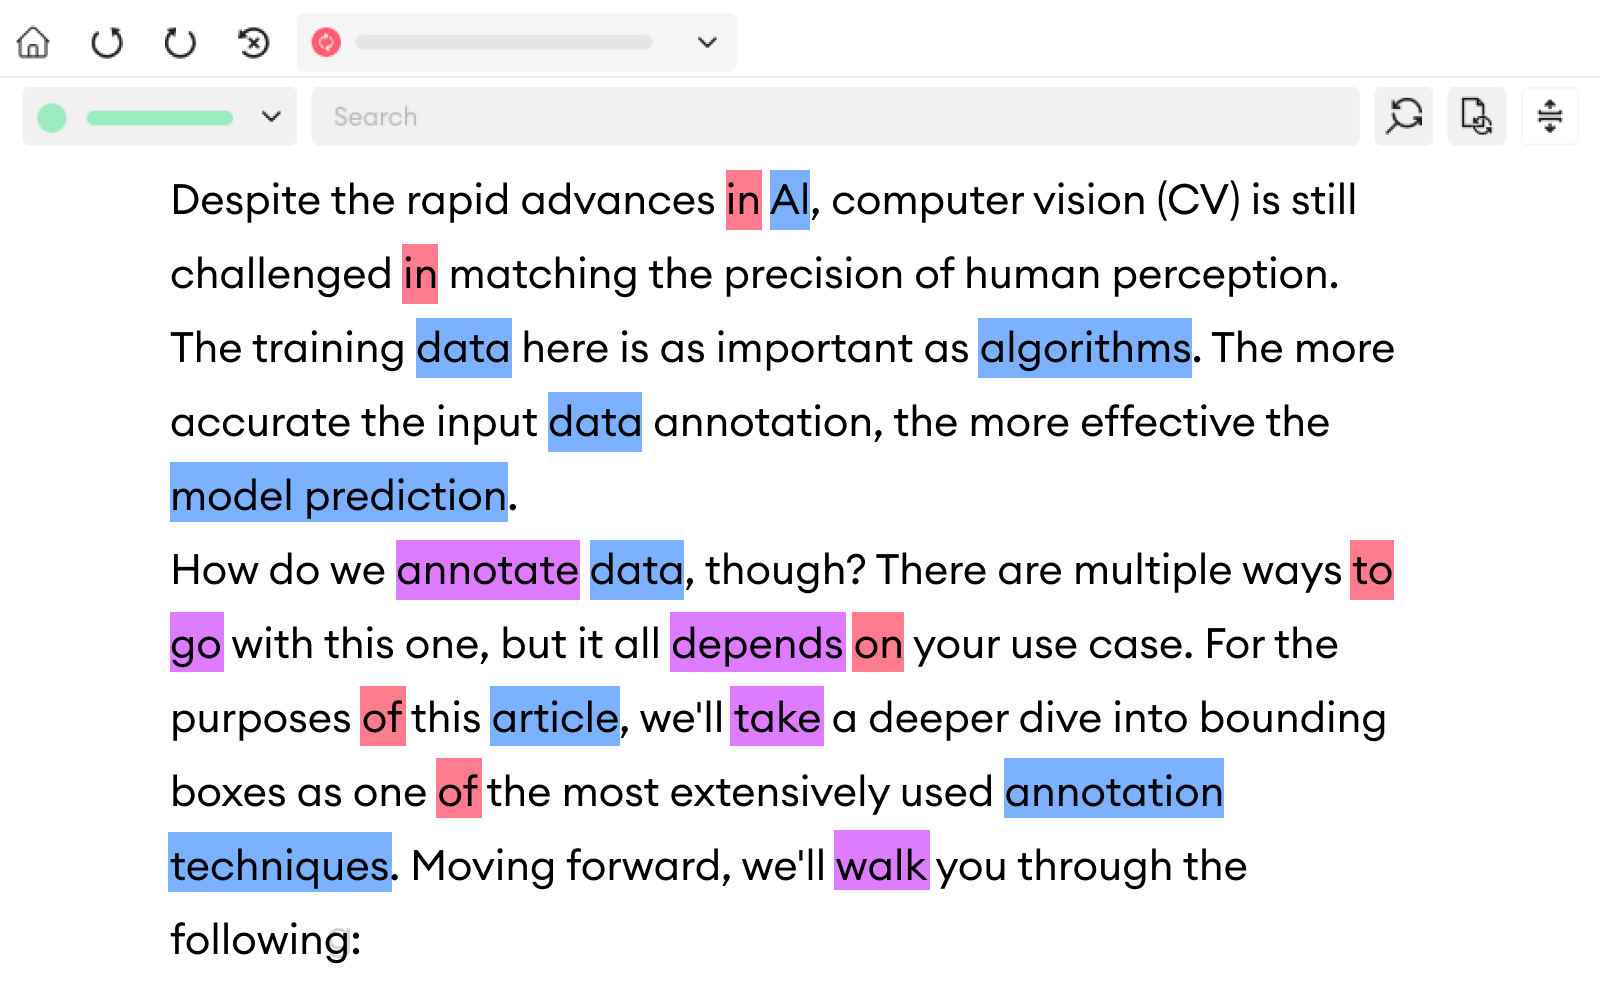 Search
Despite the rapid advances in AI, computer vision (CV) is still
challenged in matching the precision of human perception.
The training data here is as important as algorithms. The more
accurate the input data annotation, the more effective the
model prediction.
How do we annotate data, though? There are multiple ways to
go with this one, but it all depends on your use case. For the
purposes of this article, we'll take a deeper dive into bounding
boxes as one of the most extensively used annotation
techniques. Moving forward, we'll walk you through the
following: